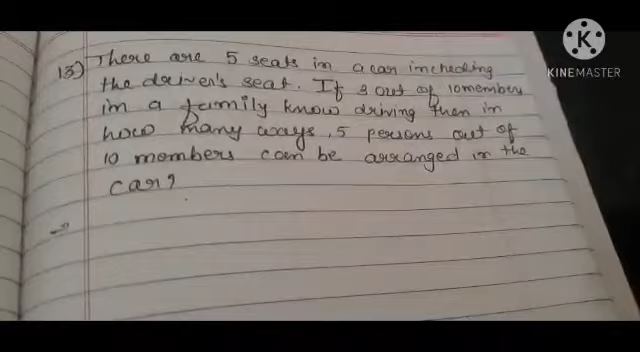 13) There are 5 seats in a car including
the driver's seat. If 3 out of 10 member
in a family know driving then in
how many ways, 5 persons out of
10 members can be arranged in the
car?
K
KINEMASTER